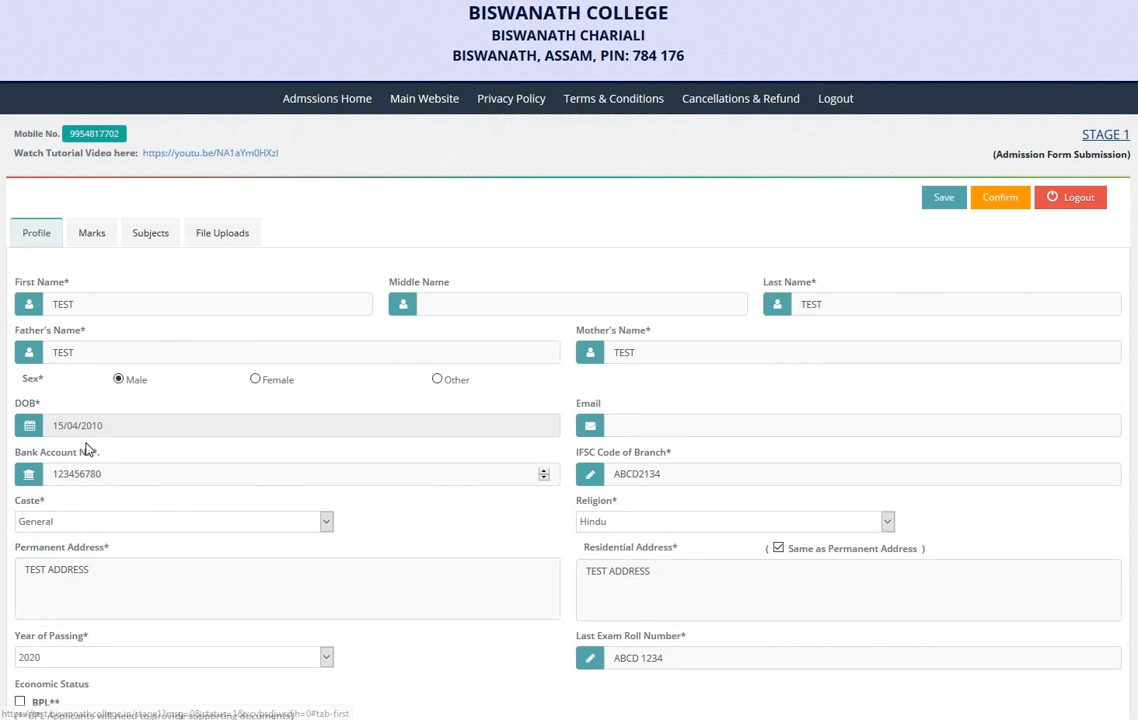 BISWANATH COLLEGE
BISWANATH CHARIALI
BISWANATH, ASSAM, PIN: 784 176
Admssions Home Main Website Privacy Policy Terms & Conditions Cancellations & Refund Logout
Mobile No. 9954817702 STAGE 1
Watch Tutorial Video here: https://youtu.be/NA1aYm0HXzI (Admission Form Submission)
Save Confirm Logout
Profile Marks Subjects File Uploads
First Name* Middle Name Last Name*
TEST TEST
Father's Name* Mother's Name*
TEST TEST
Sex* Male Female Other
DOB* Email
15/04/2010
Bank Account IFSC Code of Branch*
123456780 ABCD2134
Caste* Religion*
General Hindu
Permanent Address* Residential Address* ( Same as Permanent Address )
TEST ADDRESS TEST ADDRESS
Year of Passing* Last Exam Roll Number*
2020 ABCD 1234
Economic Status
BPL**